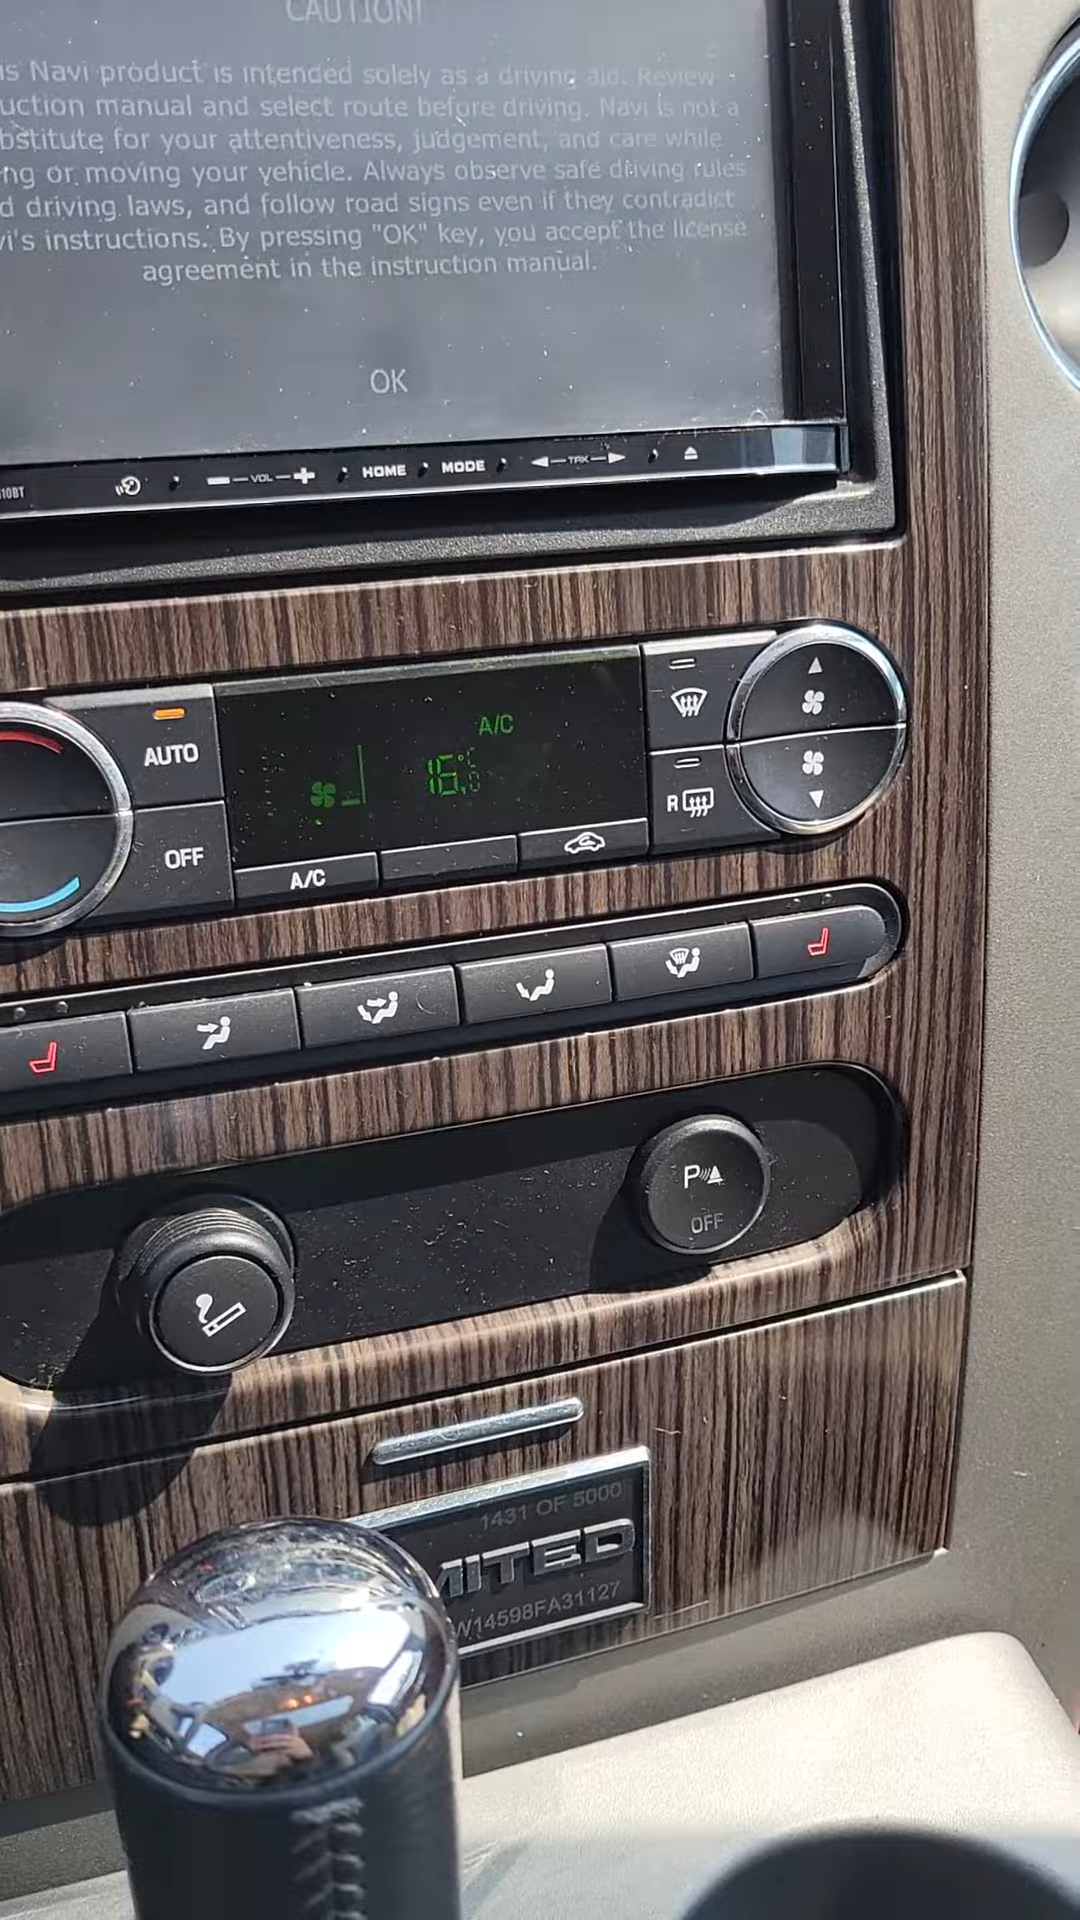 CAUTION!
is Navi product is intended solely as a driving aid. Review
uction manual and select route before driving. Navi is not a
bstitute for your attentiveness, judgement, and care while
ng or moving your vehicle. Always observe safe driving rules
d driving laws, and follow road signs even if they contradict
vi's instructions. By pressing "OK" key, you accept the license
agreement in the instruction manual.
OK
10BT
VOL
HOME
MODE
TRK
AUTO
A/C
16.0
OFF
R
A/C
P
OFF
1431 OF 5000
MITED
W14598FA31127